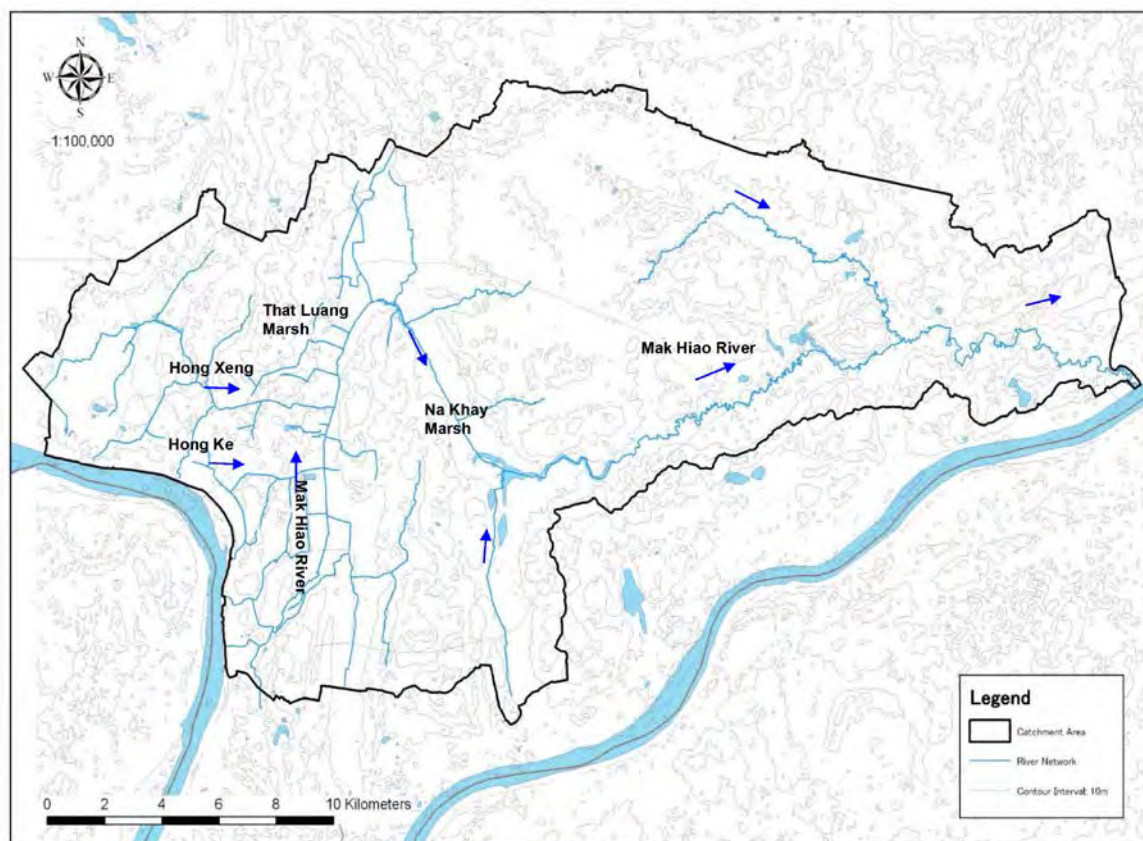 N
W E
S
1:100,000
That Luang
Marsh
Hong Xeng
Mak Hiao River
Na Khay
Marsh
Hong Ke
Mak Hiao River
Legend
Catchment Area
River Network
Contour Interval: 10m
0 2 4 6 8 10 Kilometers